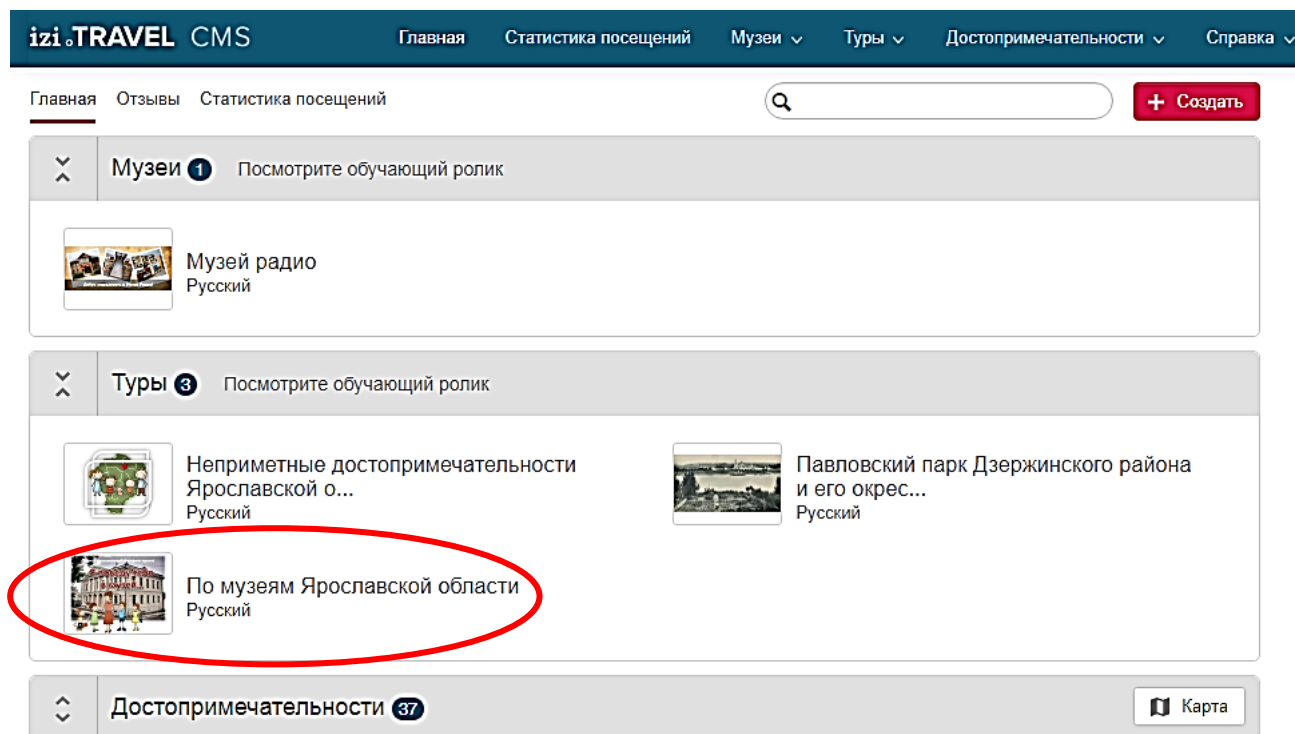 izi.TRAVEL CMS Главная Статистика посещений Музеи Туры Достопримечательности Справка
Главная Отзывы Статистика посещений + Создать
Музеи 1 Посмотрите обучающий ролик
Музей радио
Русский
Туры 3 Посмотрите обучающий ролик
Неприметные достопримечательности
Ярославской о...
Русский
Павловский парк Дзержинского района
и его окрес...
Русский
По музеям Ярославской области
Русский
Достопримечательности 37 Карта